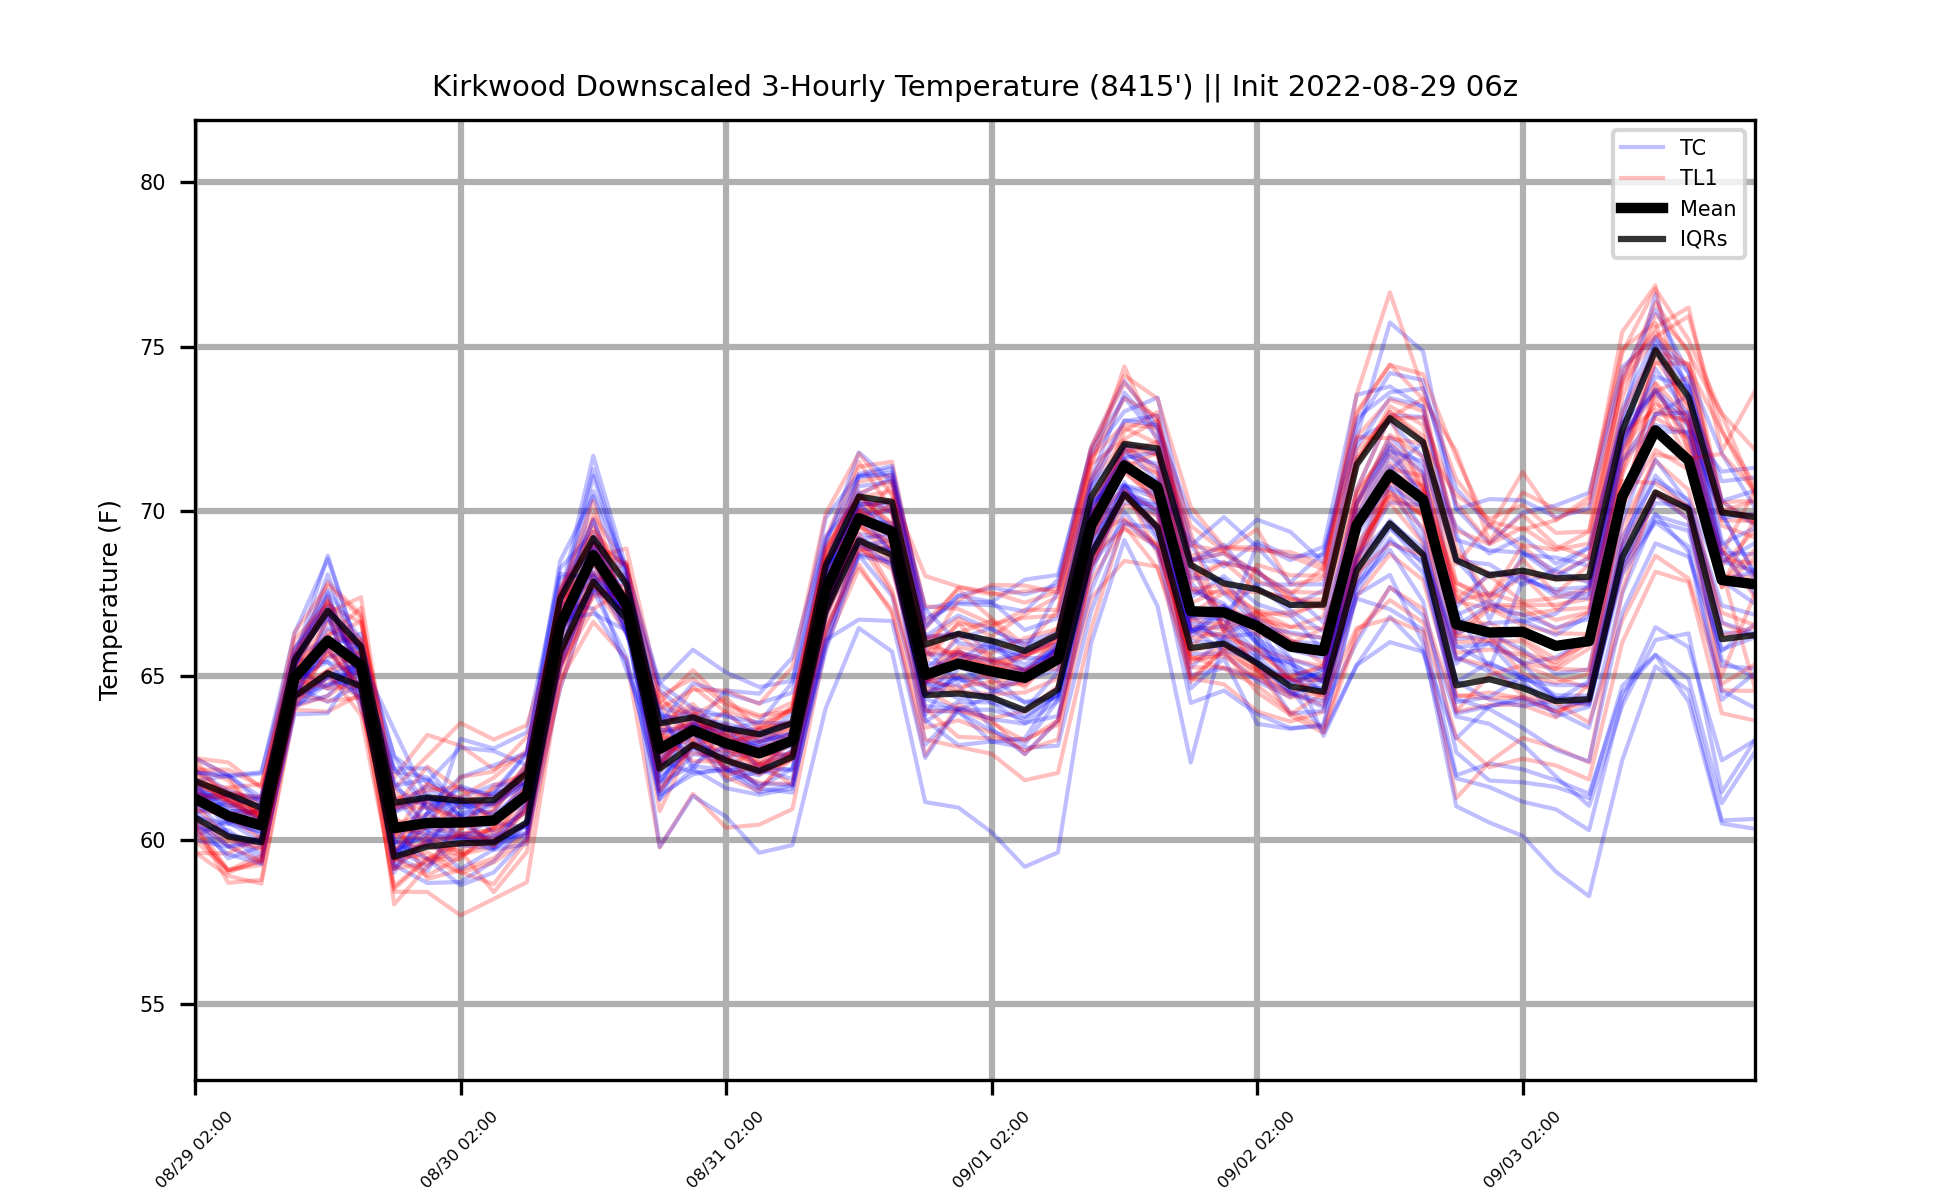 Kirkwood Downscaled 3-Hourly Temperature (8415') || Init 2022-08-29 06z
TC
TL1
Mean
IQRs
Temperature (F)
80
75
70
65
60
55
08/29 02:00
08/30 02:00
08/31 02:00
09/01 02:00
09/02 02:00
09/03 02:00